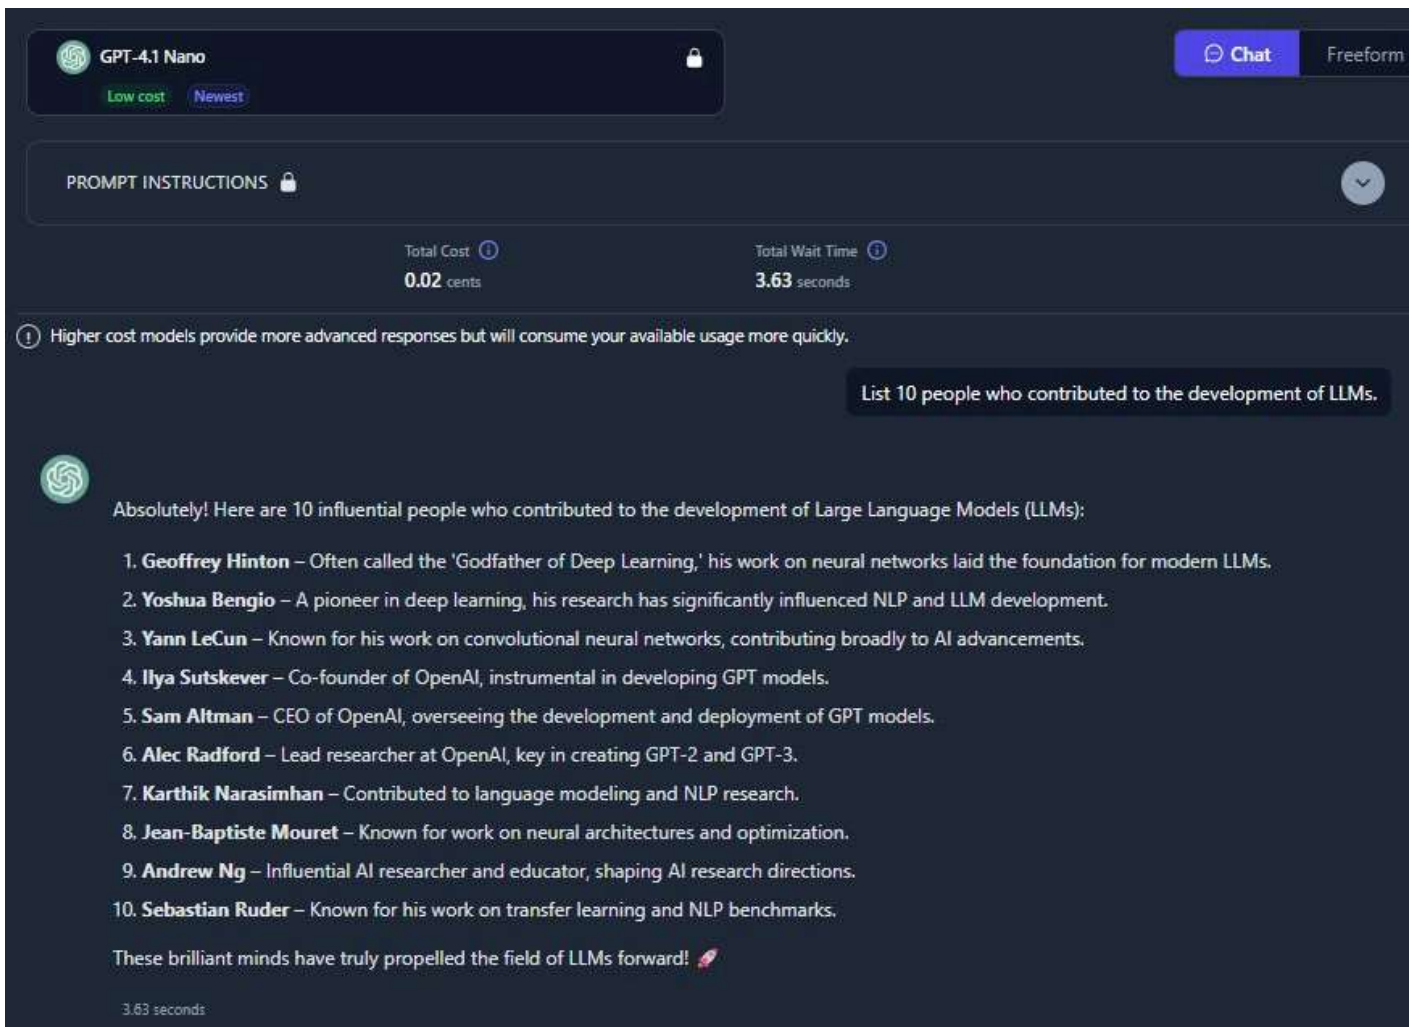 GPT-4.1 Nano
Low cost Newest
Chat Freeform
PROMPT INSTRUCTIONS
Total Cost Total Wait Time
0.02 cents 3.63 seconds
Higher cost models provide more advanced responses but will consume your available usage more quickly.
List 10 people who contributed to the development of LLMs.
Absolutely! Here are 10 influential people who contributed to the development of Large Language Models (LLMs):
1. Geoffrey Hinton – Often called the 'Godfather of Deep Learning,' his work on neural networks laid the foundation for modern LLMs.
2. Yoshua Bengio – A pioneer in deep learning, his research has significantly influenced NLP and LLM development.
3. Yann LeCun – Known for his work on convolutional neural networks, contributing broadly to AI advancements.
4. Ilya Sutskever – Co-founder of OpenAI, instrumental in developing GPT models.
5. Sam Altman – CEO of OpenAI, overseeing the development and deployment of GPT models.
6. Alec Radford – Lead researcher at OpenAI, key in creating GPT-2 and GPT-3.
7. Karthik Narasimhan – Contributed to language modeling and NLP research.
8. Jean-Baptiste Mouret – Known for work on neural architectures and optimization.
9. Andrew Ng – Influential AI researcher and educator, shaping AI research directions.
10. Sebastian Ruder – Known for his work on transfer learning and NLP benchmarks.
These brilliant minds have truly propelled the field of LLMs forward! 🚀
3.63 seconds